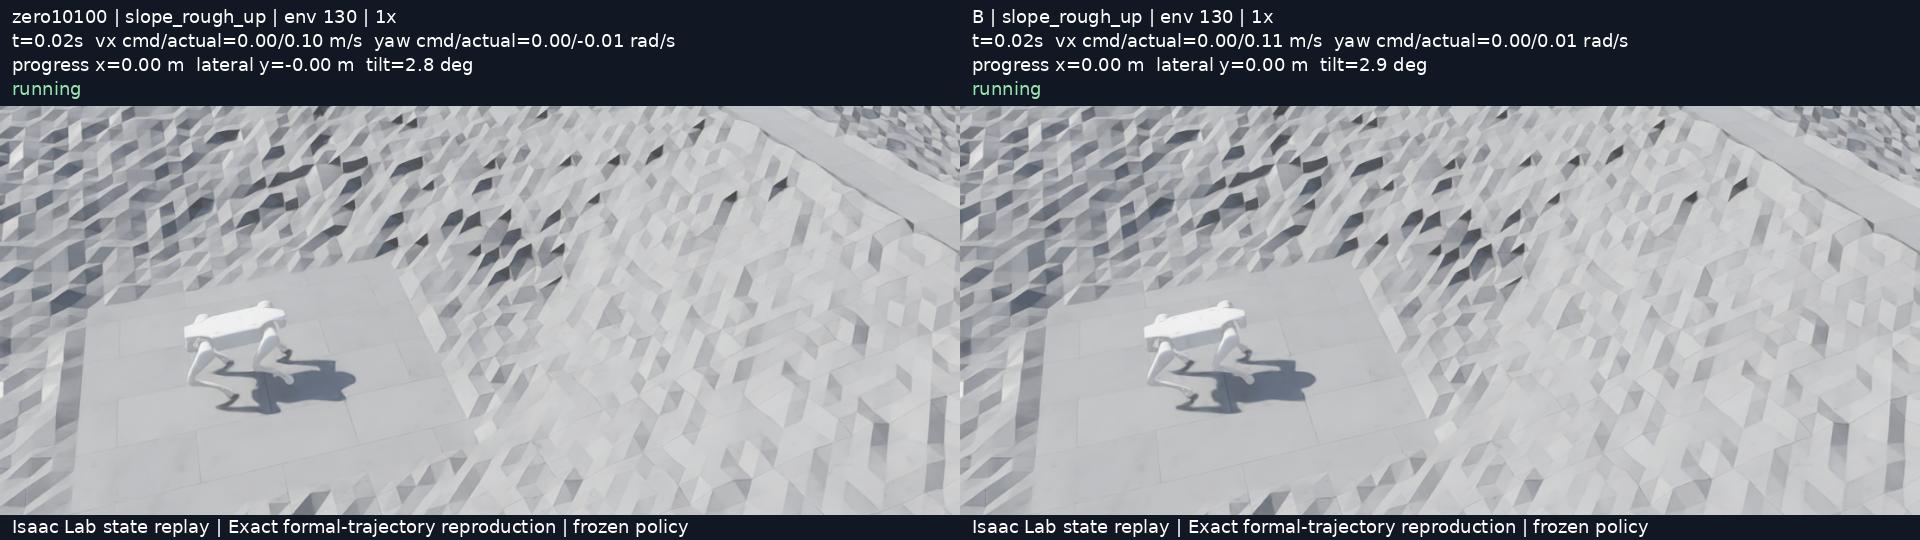 zero10100 | slope_rough_up | env 130 | 1x
t=0.02s  vx cmd/actual=0.00/0.10 m/s  yaw cmd/actual=0.00/-0.01 rad/s
progress x=0.00 m  lateral y=-0.00 m  tilt=2.8 deg
running
Isaac Lab state replay | Exact formal-trajectory reproduction | frozen policy
B | slope_rough_up | env 130 | 1x
t=0.02s  vx cmd/actual=0.00/0.11 m/s  yaw cmd/actual=0.00/0.01 rad/s
progress x=0.00 m  lateral y=0.00 m  tilt=2.9 deg
running
Isaac Lab state replay | Exact formal-trajectory reproduction | frozen policy